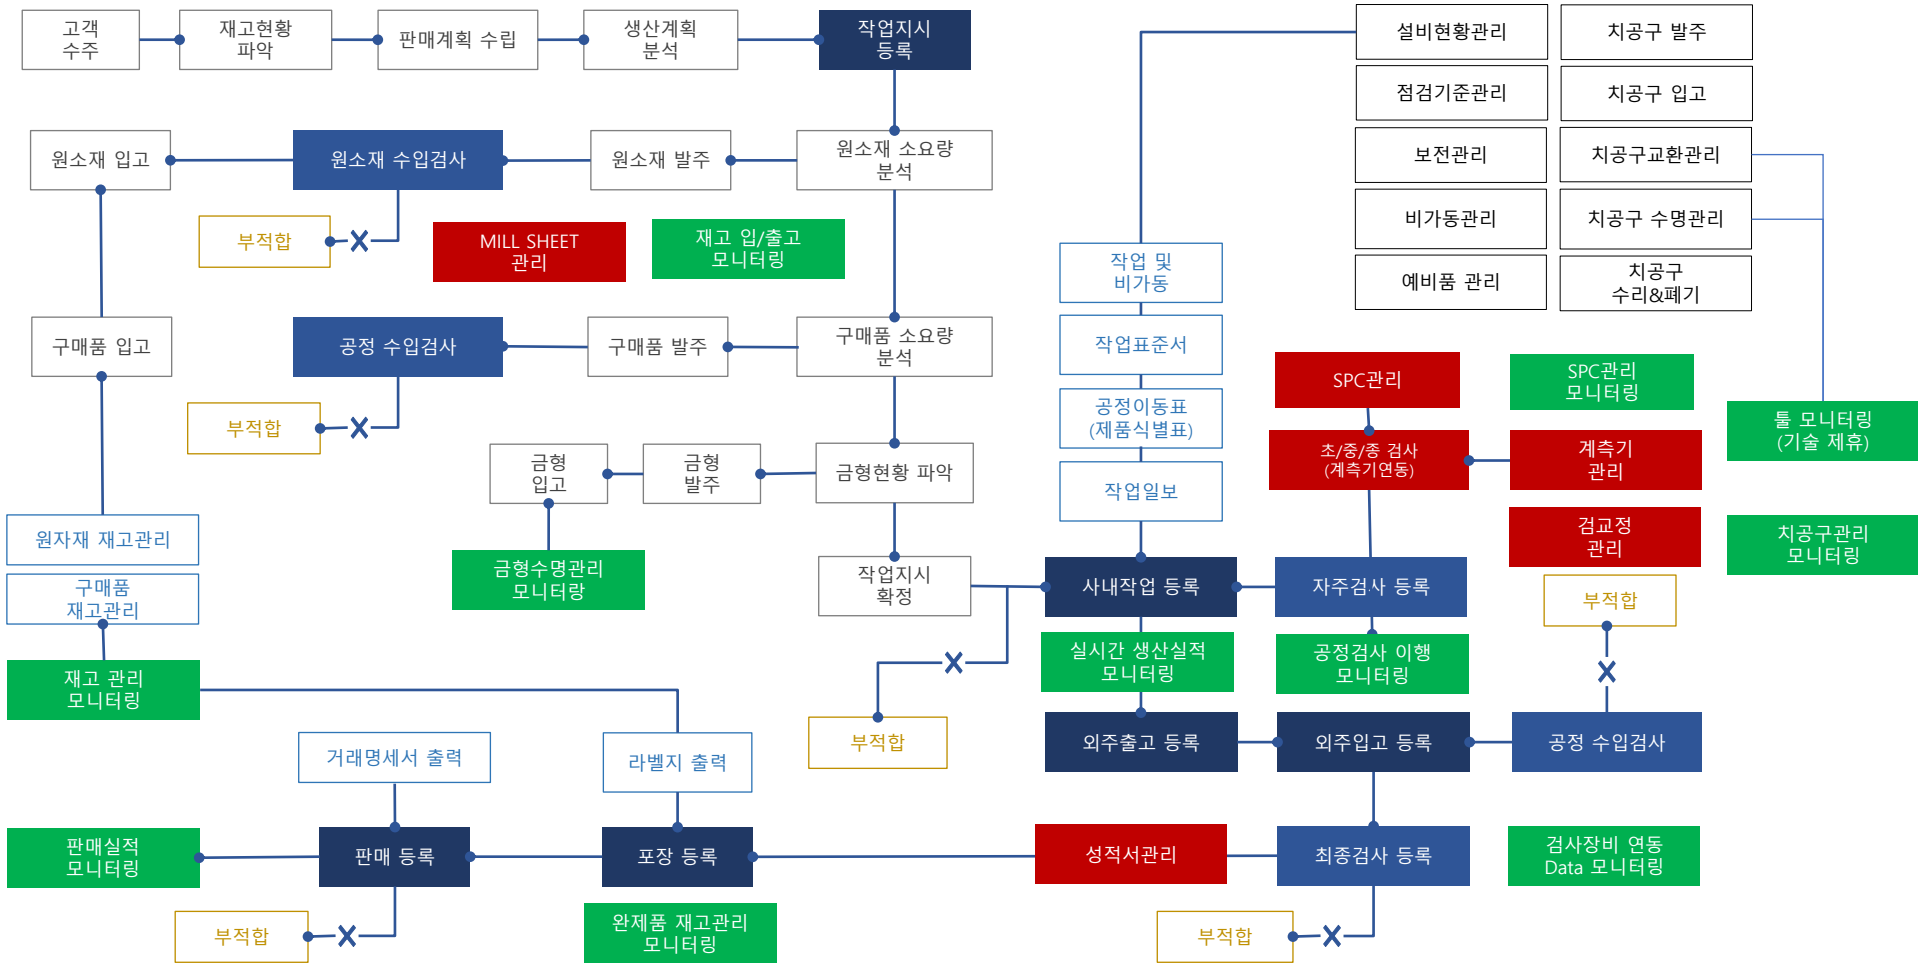 고객
수주
재고현황
파악
판매계획 수립
생산계획
분석
작업지시
등록
설비현황관리
치공구 발주
점검기준관리
치공구 입고
보전관리
치공구교환관리
비가동관리
치공구 수명관리
예비품 관리
치공구
수리&폐기
원소재 입고
원소재 수입검사
원소재 발주
원소재 소요량
분석
부적합
MILL SHEET
관리
재고 입/출고
모니터링
작업 및
비가동
구매품 입고
공정 수입검사
구매품 발주
구매품 소요량
분석
작업표준서
부적합
공정이동표
(제품식별표)
SPC관리
SPC관리
모니터링
초/중/종 검사
(계측기연동)
계측기
관리
툴 모니터링
(기술 제휴)
금형
입고
금형
발주
금형현황 파악
작업일보
원자재 재고관리
구매품
재고관리
금형수명관리
모니터랑
작업지시
확정
사내작업 등록
자주검사 등록
검교정
관리
치공구관리
모니터링
부적합
재고 관리
모니터링
실시간 생산실적
모니터링
공정검사 이행
모니터링
거래명세서 출력
라벨지 출력
부적합
외주출고 등록
외주입고 등록
공정 수입검사
판매실적
모니터링
판매 등록
포장 등록
성적서관리
최종검사 등록
검사장비 연동
Data 모니터링
부적합
완제품 재고관리
모니터링
부적합